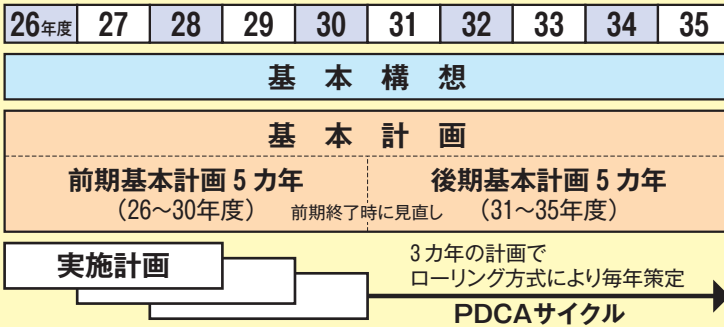 26年度 27 28 29 30 31 32 33 34 35
基本構想
基本計画
前期基本計画5カ年 後期基本計画5カ年
（26〜30年度） 前期終了時に見直し （31〜35年度）
実施計画
3カ年の計画で
ローリング方式により毎年策定
PDCAサイクル